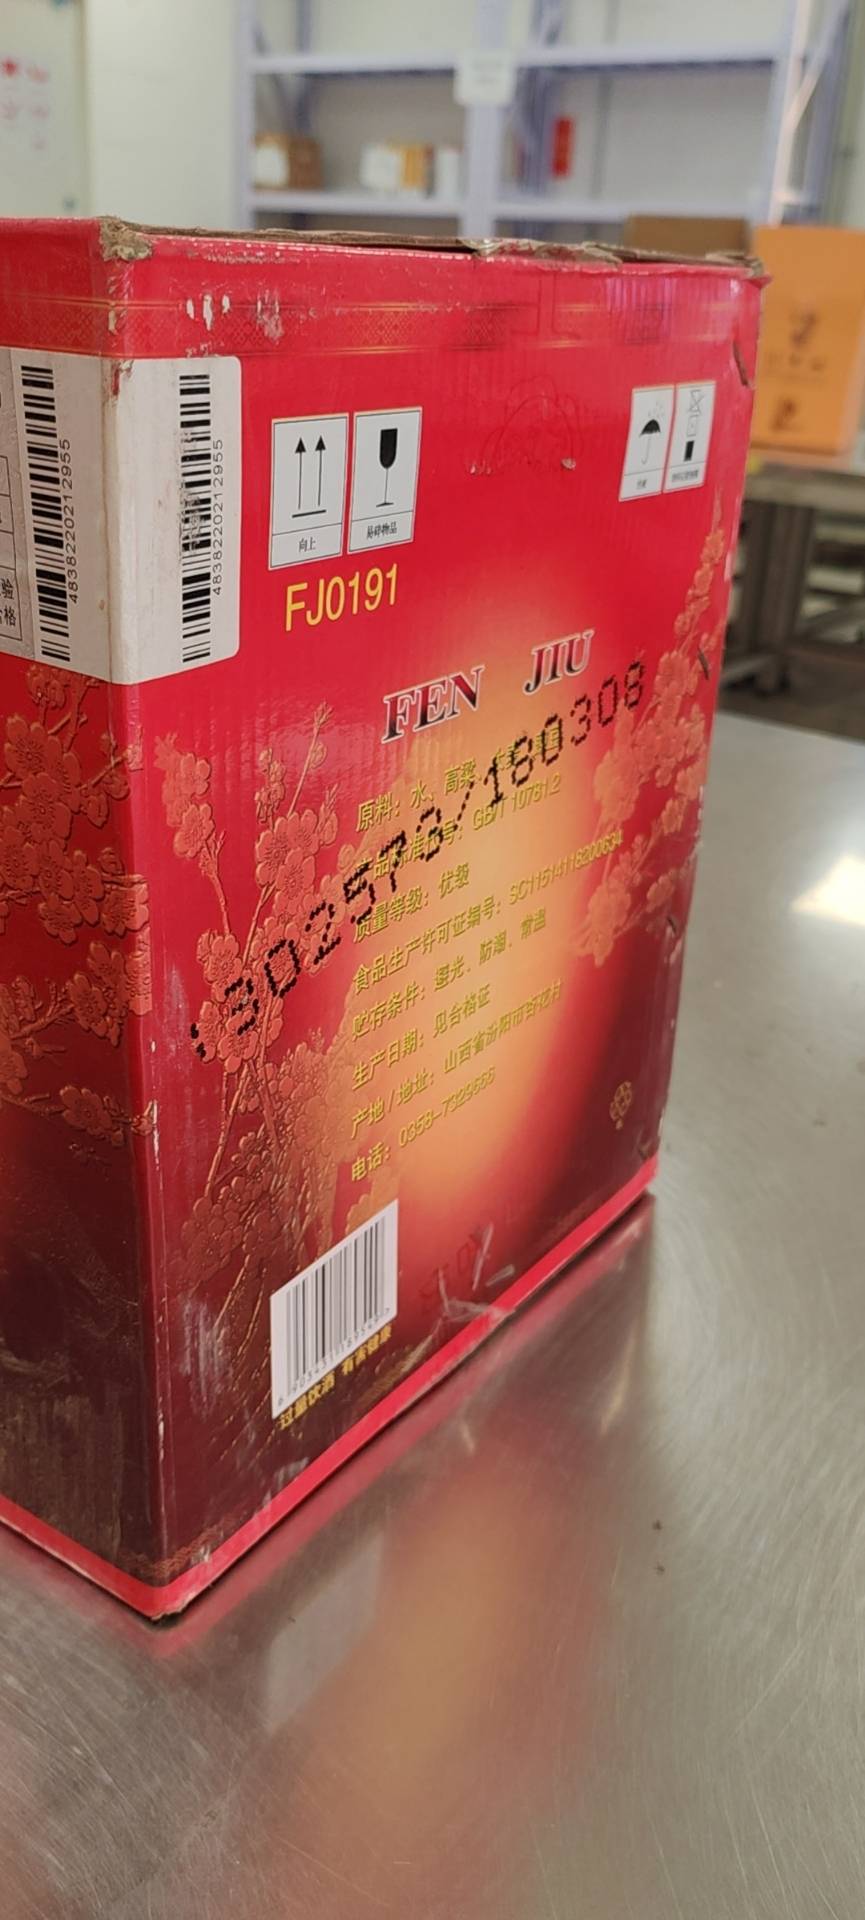 4838220212955
4838220212955
验
格
向上
易碎物品
FJ0191
FEN JIU
180308
原料：水、高粱、
产品标准代号：GB/T 10781.2
质量等级：优级
食品生产许可证编号：SC11514118200634
贮存条件：避光、防潮、常温
生产日期：见合格证
产地/地址：山西省汾阳市杏花村
电话：0358-7329555
过量饮酒 有害健康